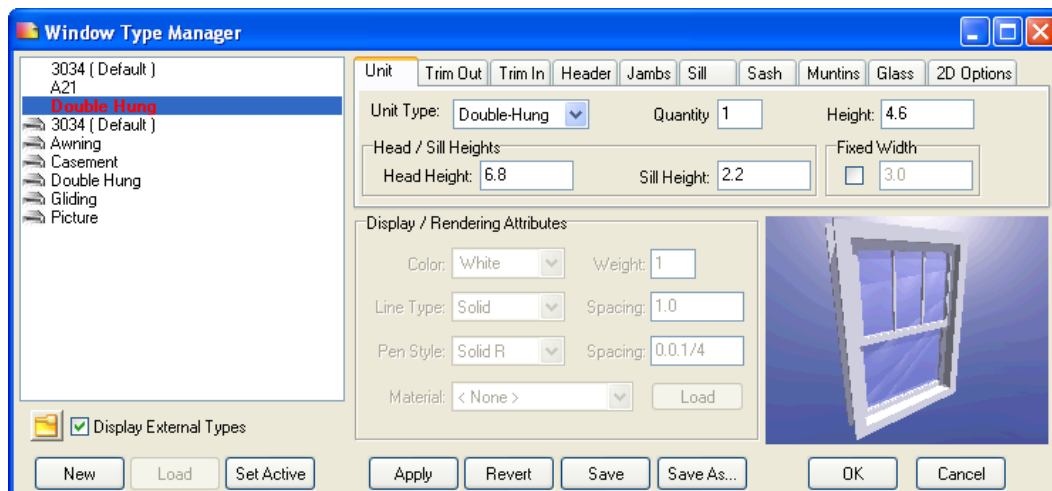 Window Type Manager
3034 ( Default )
A21
Double Hung
3034 ( Default )
Awning
Casement
Double Hung
Gliding
Picture
Display External Types
New Load Set Active
Unit Trim Out Trim In Header Jambs Sill Sash Muntins Glass 2D Options
Unit Type: Double-Hung Quantity 1 Height: 4.6
Head / Sill Heights Fixed Width
Head Height: 6.8 Sill Height: 2.2 3.0
Display / Rendering Attributes
Color: White Weight: 1
Line Type: Solid Spacing: 1.0
Pen Style: Solid R Spacing: 0.0.1/4
Material: < None > Load
Apply Revert Save Save As... OK Cancel